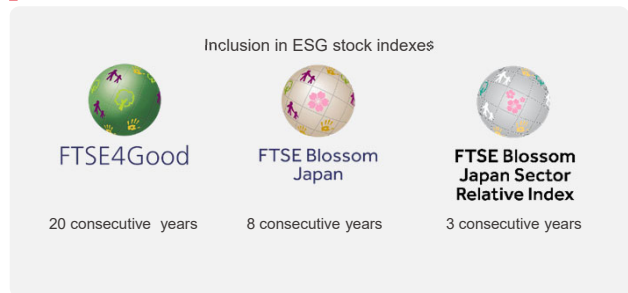 Inclusion in ESG stock indexes
FTSE4Good
FTSE Blossom
Japan
FTSE Blossom
Japan Sector
Relative Index
20 consecutive years
8 consecutive years
3 consecutive years